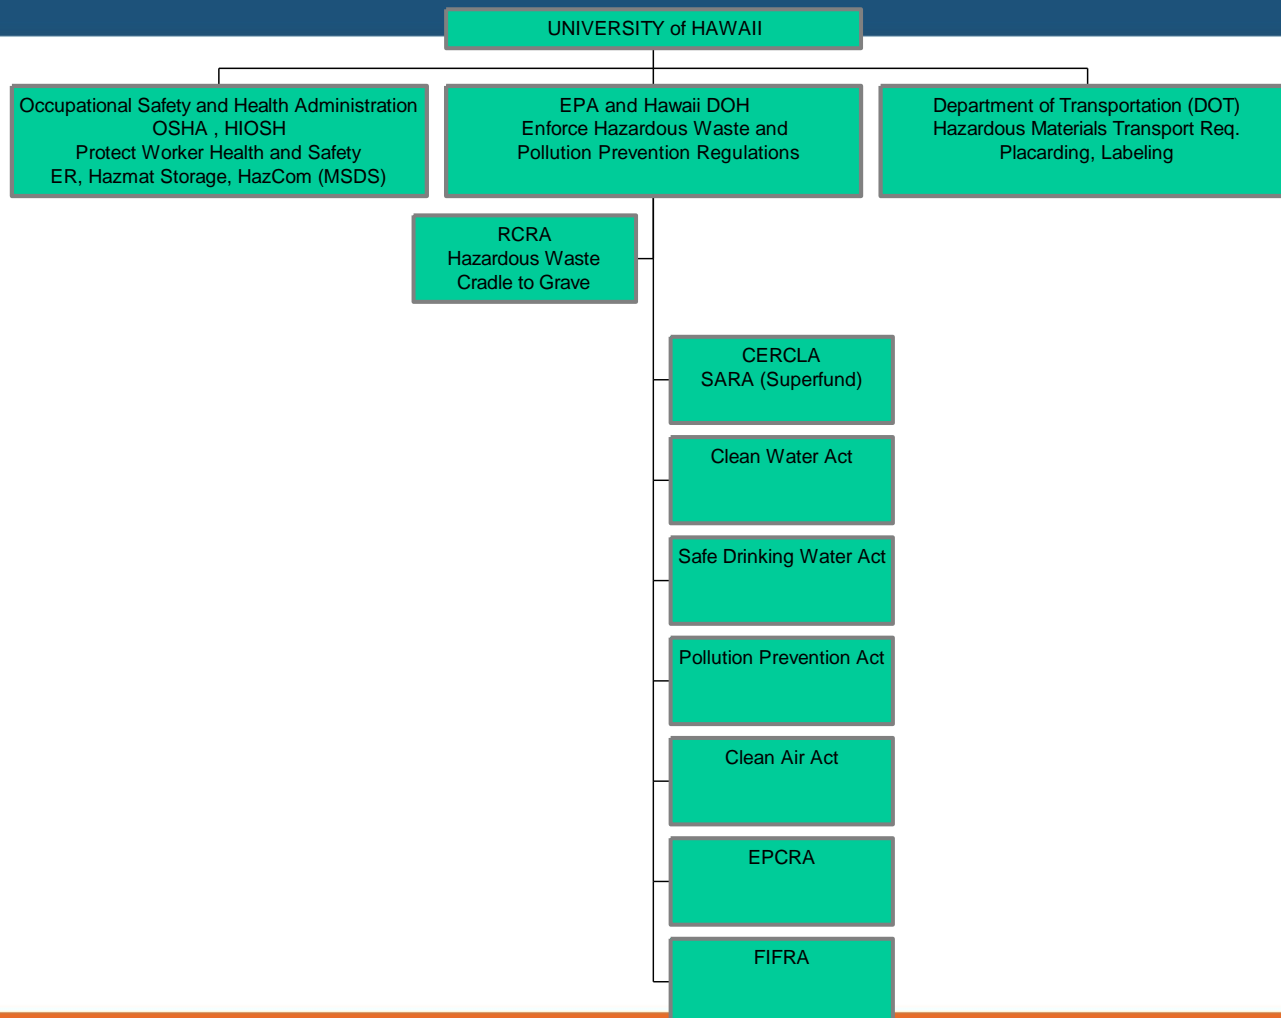 UNIVERSITY of HAWAII
Occupational Safety and Health Administration
OSHA , HIOSH
Protect Worker Health and Safety
ER, Hazmat Storage, HazCom (MSDS)
EPA and Hawaii DOH
Enforce Hazardous Waste and
Pollution Prevention Regulations
Department of Transportation (DOT)
Hazardous Materials Transport Req.
Placarding, Labeling
RCRA
Hazardous Waste
Cradle to Grave
CERCLA
SARA (Superfund)
Clean Water Act
Safe Drinking Water Act
Pollution Prevention Act
Clean Air Act
EPCRA
FIFRA